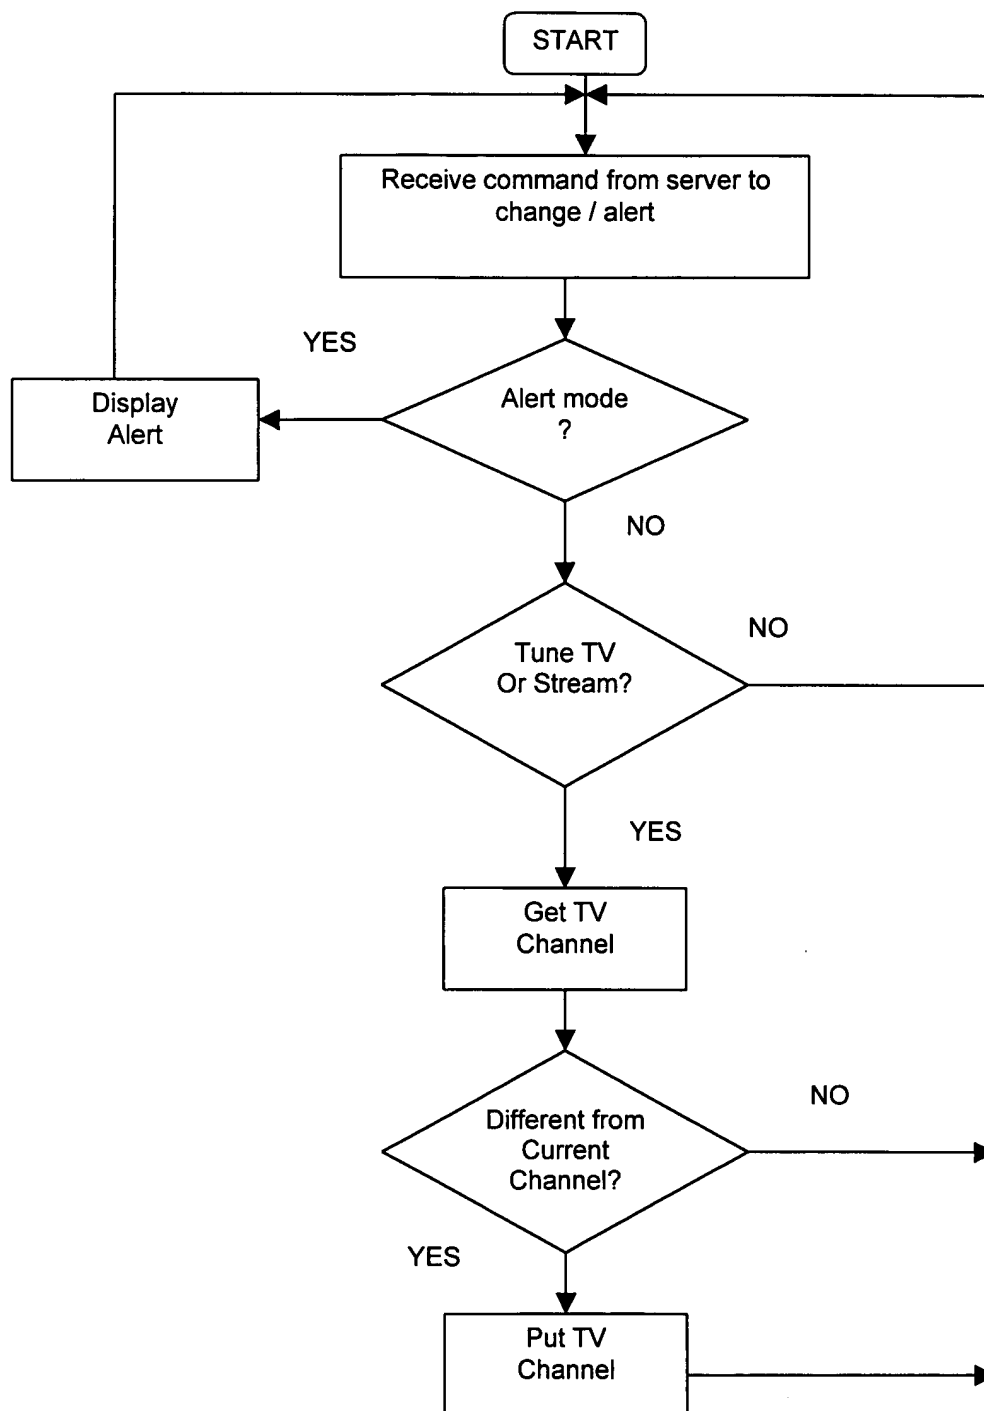 START
Receive command from server to
change / alert
YES
Display
Alert
Alert mode
?
NO
Tune TV
Or Stream?
NO
YES
Get TV
Channel
Different from
Current
Channel?
NO
YES
Put TV
Channel